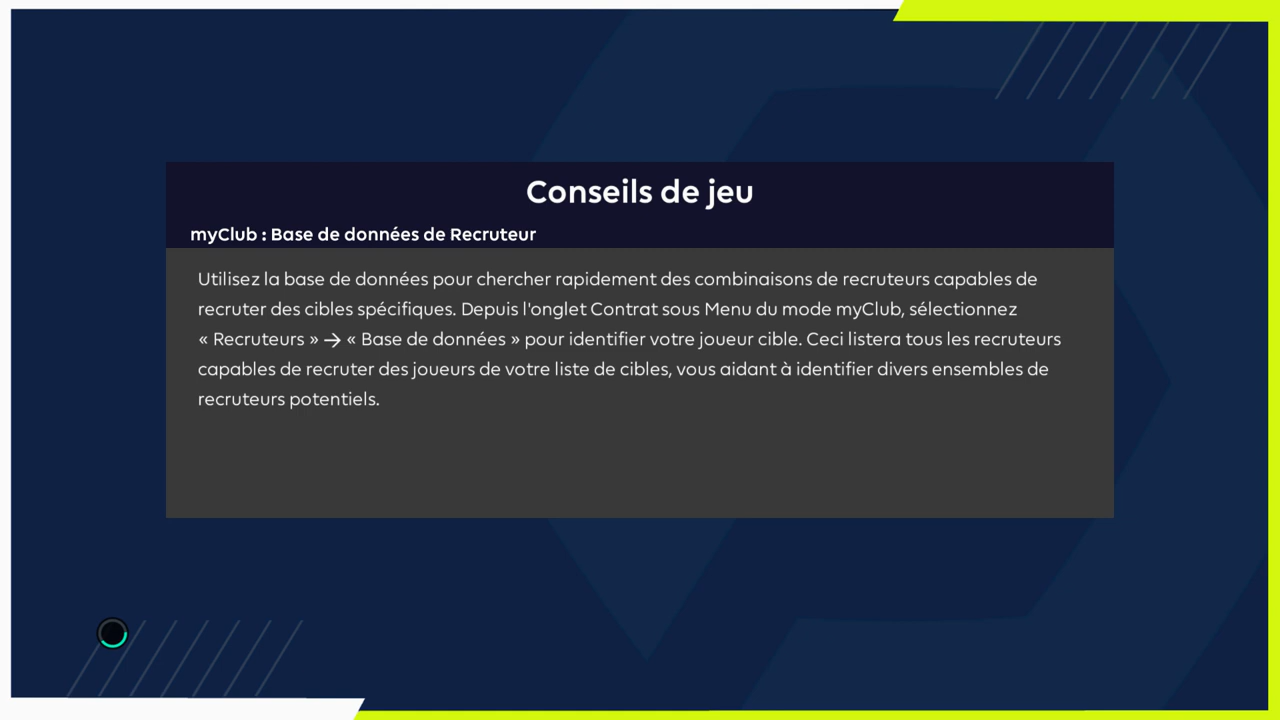 Conseils de jeu
myClub : Base de données de Recruteur
Utilisez la base de données pour chercher rapidement des combinaisons de recruteurs capables de
recruter des cibles spécifiques. Depuis l'onglet Contrat sous Menu du mode myClub, sélectionnez
« Recruteurs » → « Base de données » pour identifier votre joueur cible. Ceci listera tous les recruteurs
capables de recruter des joueurs de votre liste de cibles, vous aidant à identifier divers ensembles de
recruteurs potentiels.